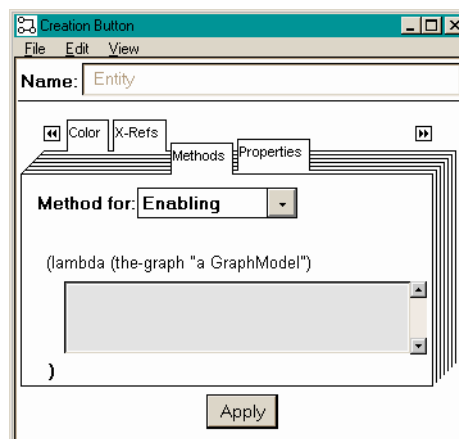 Creation Button
File Edit View
Name: Entity
Color X-Refs
Methods Properties
Method for: Enabling
(lambda (the-graph "a GraphModel")
)
Apply